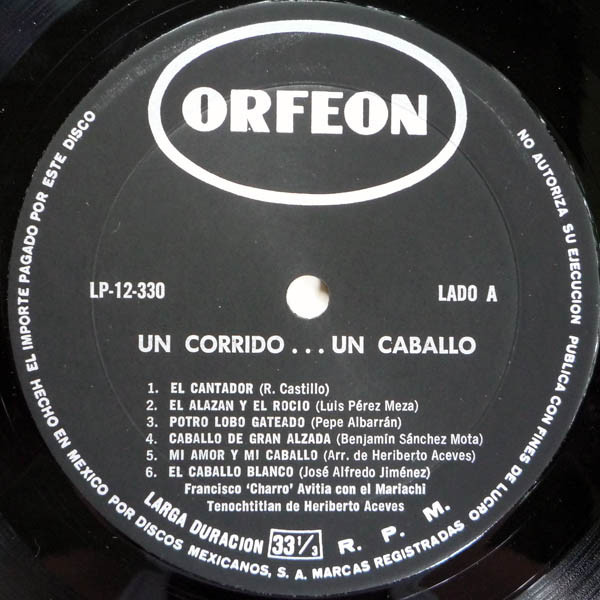 ORFEON
LP-12-330
LADO A
UN CORRIDO... UN CABALLO
1. EL CANTADOR (R. Castillo)
2. EL ALAZAN Y EL ROCIO (Luis Pérez Meza)
3. POTRO LOBO GATEADO (Pepe Albarrán)
4. CABALLO DE GRAN ALZADA (Benjamín Sánchez Mota)
5. MI AMOR Y MI CABALLO (Arr. de Heriberto Aceves)
6. EL CABALLO BLANCO (José Alfredo Jiménez)
Francisco 'Charro' Avitia con el Mariachi
Tenochtitlan de Heriberto Aceves
LARGA DURACION 33 1/3 R. P. M.
EL IMPORTE PAGADO POR ESTE DISCO NO AUTORIZA SU EJECUCION PUBLICA CON FINES DE LUCRO
HECHO EN MEXICO POR DISCOS MEXICANOS, S. A. MARCAS REGISTRADAS